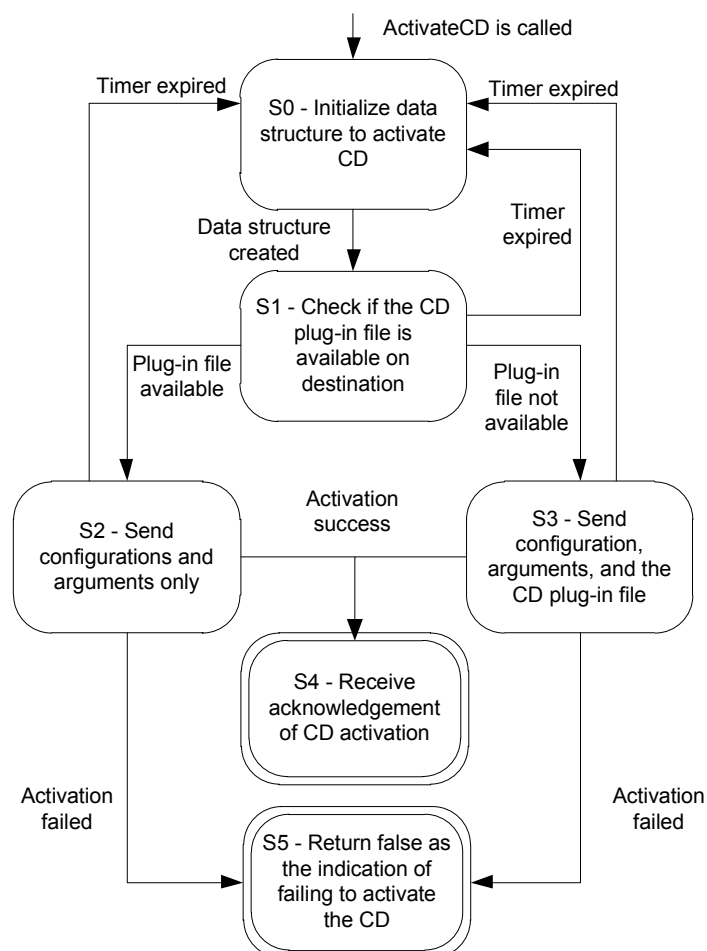 ActivateCD is called
Timer expired
Timer expired
S0 - Initialize data
structure to activate
CD
Timer
expired
Data structure
created
S1 - Check if the CD
plug-in file is
available on
destination
Plug-in file
available
Plug-in
file not
available
Activation
success
S2 - Send
configurations and
arguments only
S3 - Send
configuration,
arguments, and the
CD plug-in file
S4 - Receive
acknowledgement
of CD activation
Activation
failed
Activation
failed
S5 - Return false as
the indication of
failing to activate
the CD